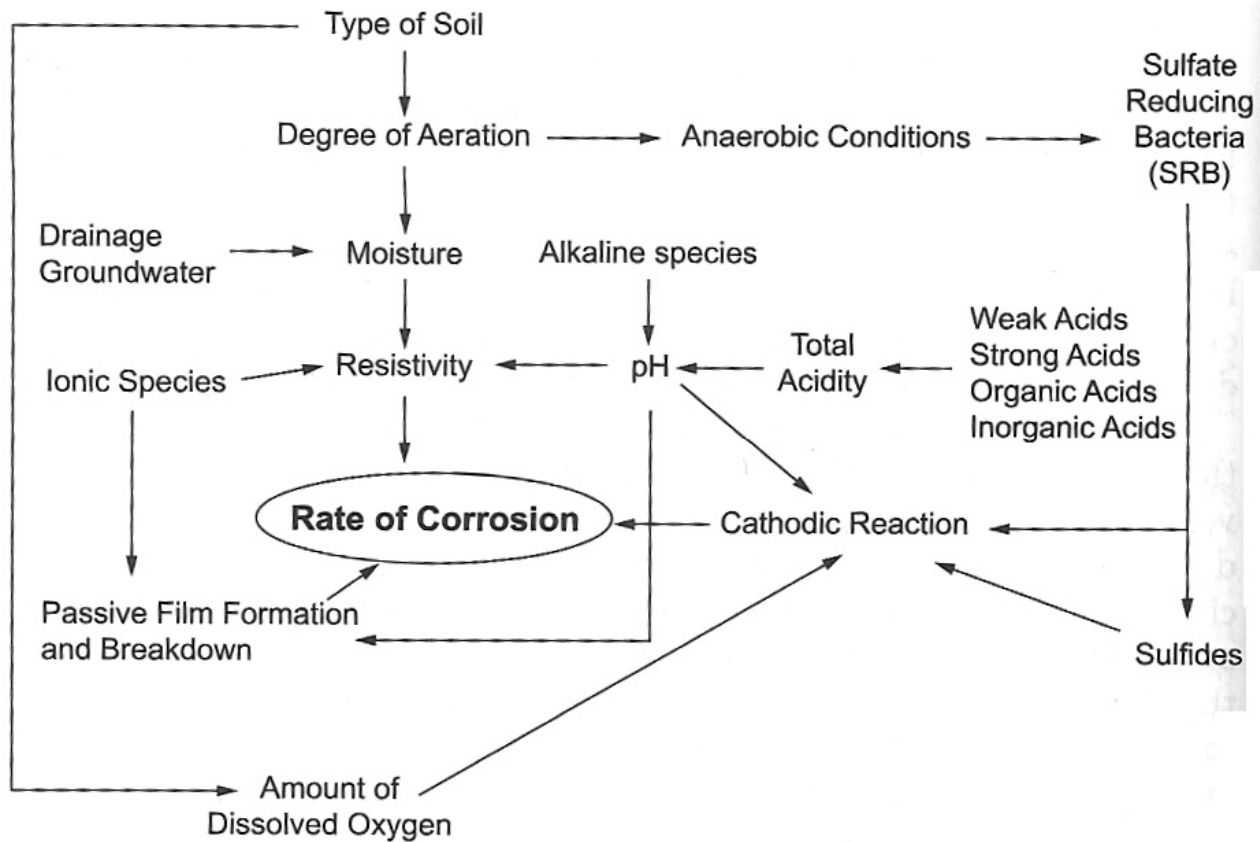 Type of Soil
Sulfate
Reducing
Bacteria
(SRB)
Degree of Aeration
Anaerobic Conditions
Drainage
Groundwater
Moisture
Alkaline species
Ionic Species
Resistivity
pH
Total
Acidity
Weak Acids
Strong Acids
Organic Acids
Inorganic Acids
Rate of Corrosion
Cathodic Reaction
Passive Film Formation
and Breakdown
Sulfides
Amount of
Dissolved Oxygen